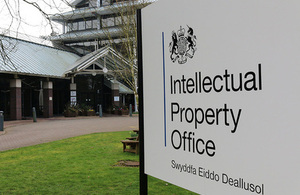 Intellectual
Property
Office
Swyddfa Eiddo Deallusol